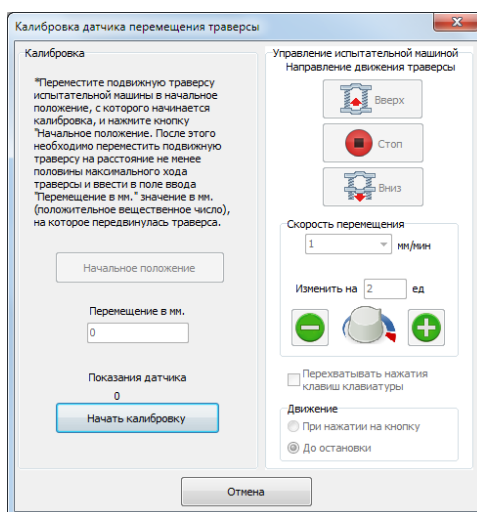 Калибровка датчика перемещения траверсы
Калибровка
"Переместите подвижную траверсу
испытательной машины в начальное
положение, с которого начинается
калибровка, и нажмите кнопку
"Начальное положение. После этого
необходимо переместить подвижную
траверсу на расстояние не менее
половины максимального хода
траверсы и ввести в поле ввода
"Перемещение в мм." значение в мм.
(положительное вещественное число),
на которое передвинулась траверса.
Начальное положение
Перемещение в мм.
0
Показания датчика
0
Начать калибровку
Управление испытательной машиной
Направление движения траверсы
Вверх
Стоп
Вниз
Скорость перемещения
1 мм/мин
Изменить на 2 ед
Перехватывать нажатия
клавиш клавиатуры
Движение
При нажатии на кнопку
До остановки
Отмена